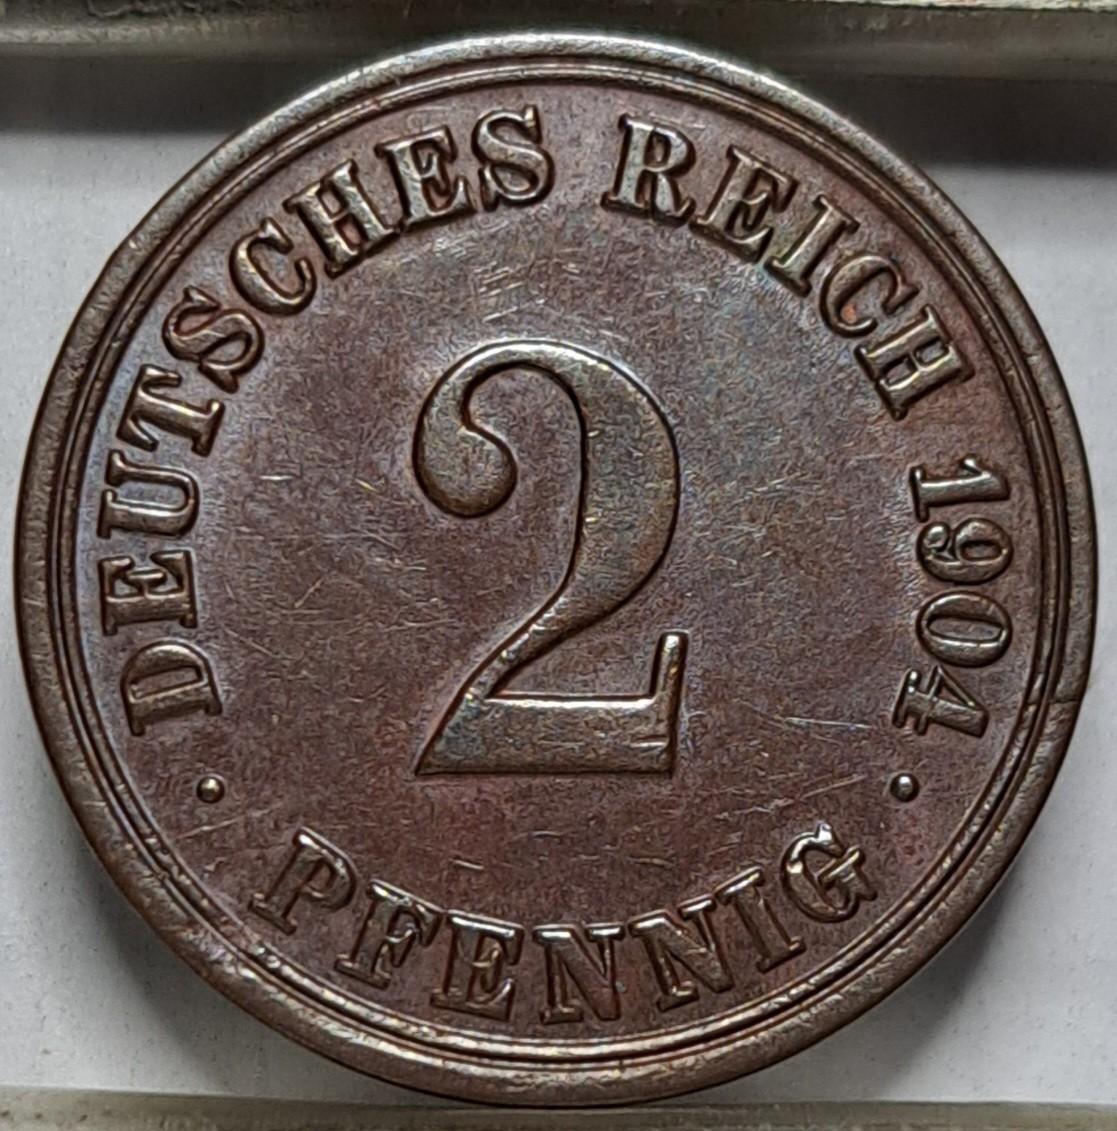 DEUTSCHES REICH 1904
2
· PFENNIG ·